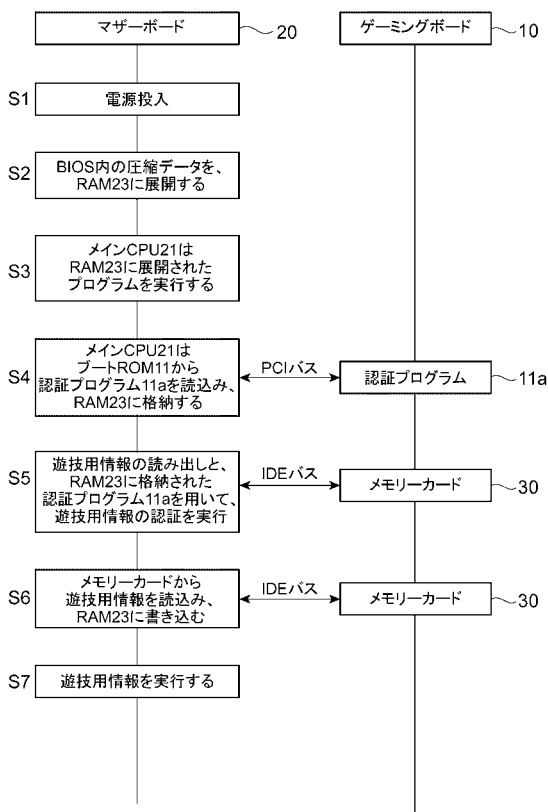 マザーボード
20
ゲーミングボード
10
S1
電源投入
S2
BIOS内の圧縮データを、
RAM23に展開する
S3
メインCPU21は
RAM23に展開された
プログラムを実行する
S4
メインCPU21は
ブートROM11から
認証プログラム11aを読込み、
RAM23に格納する
PCIバス
認証プログラム
11a
S5
遊技用情報の読み出しと、
RAM23に格納された
認証プログラム11aを用いて、
遊技用情報の認証を実行
IDEバス
メモリーカード
30
S6
メモリーカードから
遊技用情報を読込み、
RAM23に書き込む
IDEバス
メモリーカード
30
S7
遊技用情報を実行する